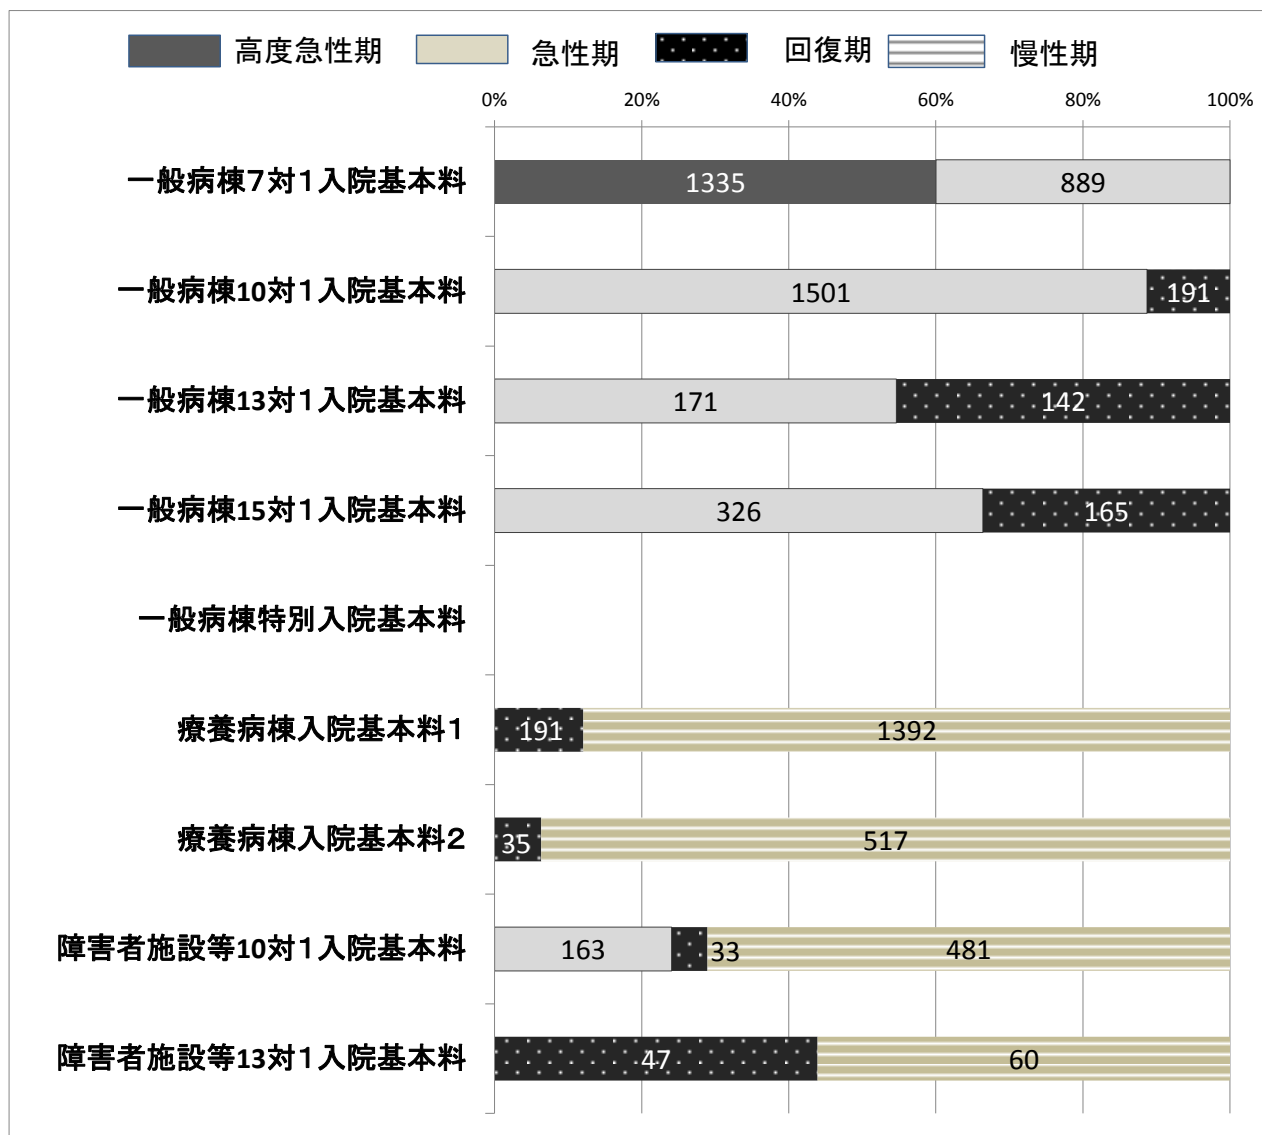 高度急性期 急性期 回復期 慢性期
0% 20% 40% 60% 80% 100%
一般病棟７対１入院基本料 1335 889
一般病棟10対１入院基本料 1501 191
一般病棟13対１入院基本料 171 142
一般病棟15対１入院基本料 326 165
一般病棟特別入院基本料
療養病棟入院基本料１ 191 1392
療養病棟入院基本料２ 35 517
障害者施設等10対１入院基本料 163 33 481
障害者施設等13対１入院基本料 47 60